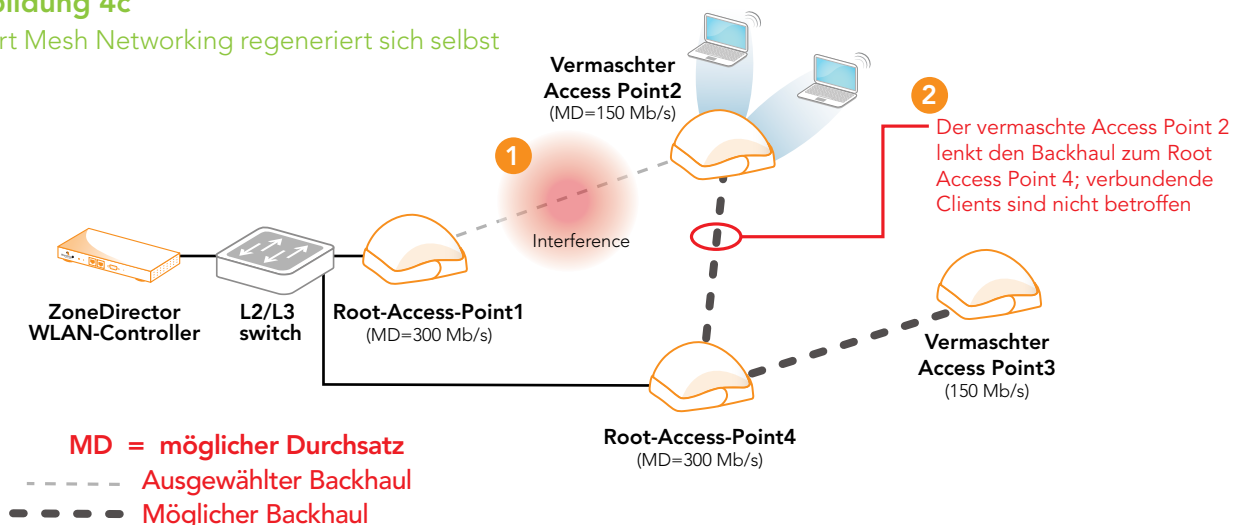 bildung 4c
rt Mesh Networking regeneriert sich selbst
Vermaschter
Access Point2
(MD=150 Mb/s)
1
Interference
2
Der vermaschte Access Point 2
lenkt den Backhaul zum Root
Access Point 4; verbundende
Clients sind nicht betroffen
ZoneDirector
WLAN-Controller
L2/L3
switch
Root-Access-Point1
(MD=300 Mb/s)
Vermaschter
Access Point3
(150 Mb/s)
Root-Access-Point4
(MD=300 Mb/s)
MD = möglicher Durchsatz
Ausgewählter Backhaul
Möglicher Backhaul